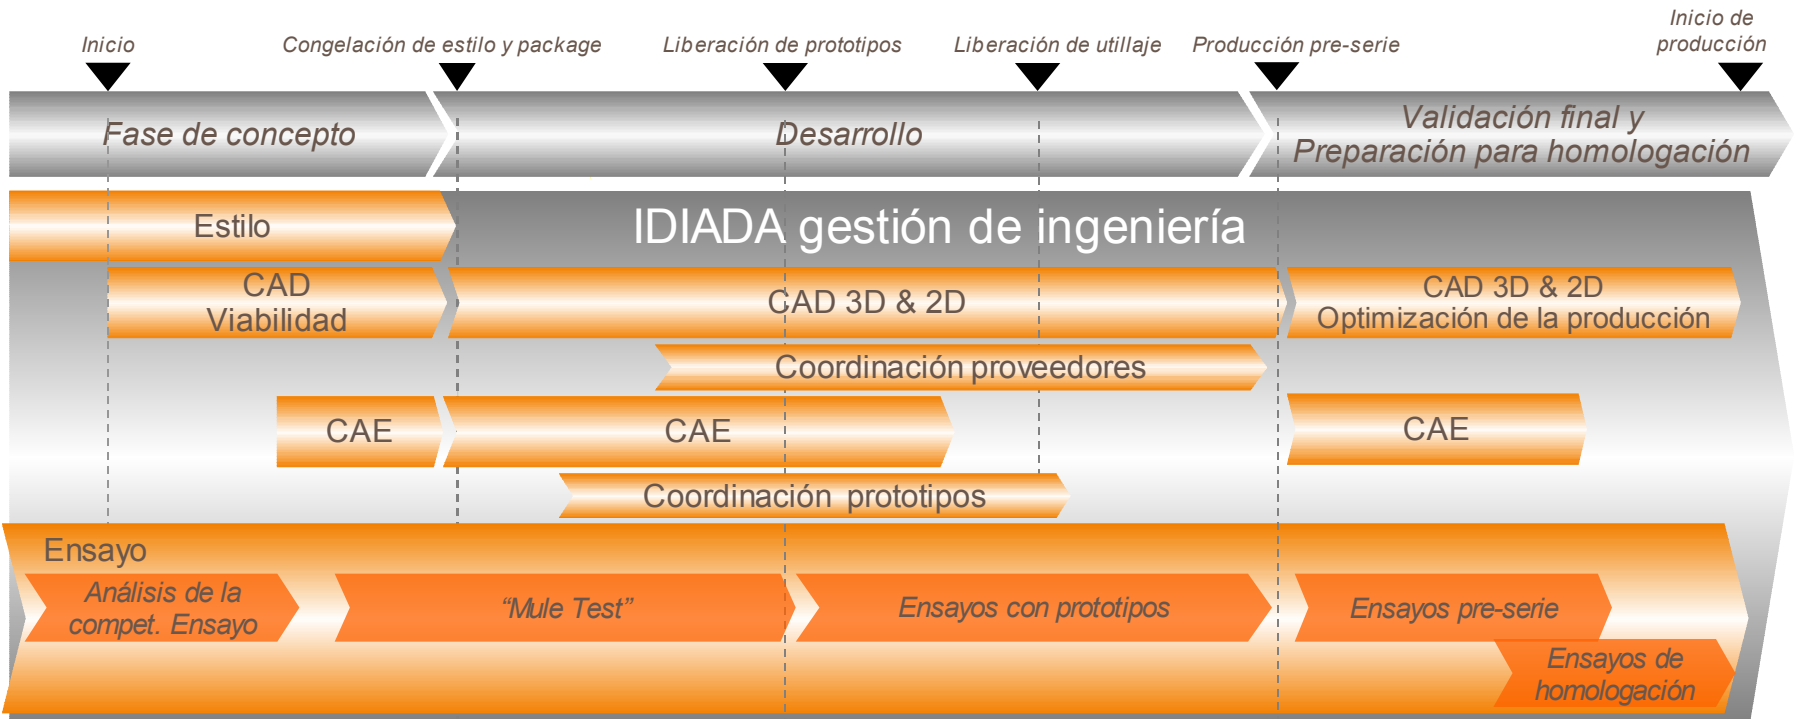 Inicio
Congelación de estilo y package
Liberación de prototipos
Liberación de utillaje
Producción pre-serie
Inicio de
producción
Fase de concepto
Desarrollo
Validación final y
Preparación para homologación
Estilo
IDIADA gestión de ingeniería
CAD
Viabilidad
CAD 3D & 2D
CAD 3D & 2D
Optimización de la producción
Coordinación proveedores
CAE
CAE
CAE
Coordinación prototipos
Ensayo
Análisis de la
compet. Ensayo
“Mule Test”
Ensayos con prototipos
Ensayos pre-serie
Ensayos de
homologación